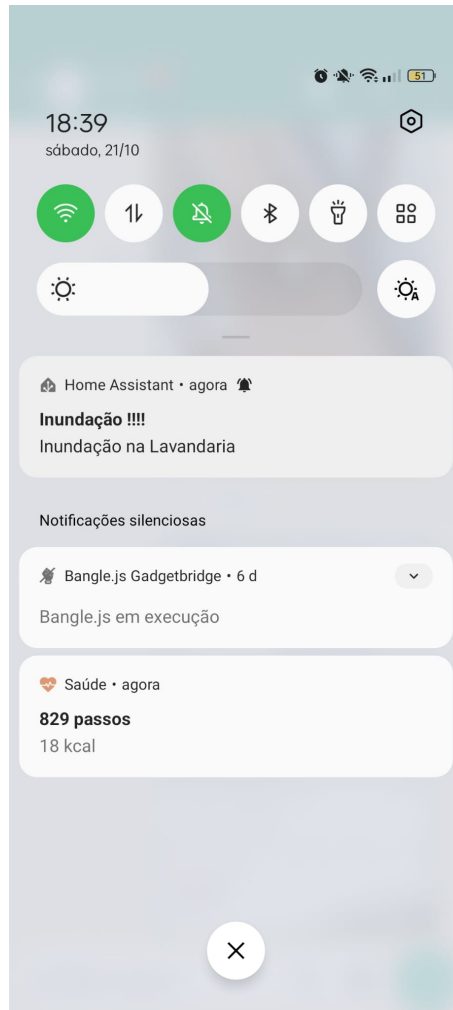 51
18:39
sábado, 21/10
A
Home Assistant • agora
Inundação !!!!
Inundação na Lavandaria
Notificações silenciosas
Bangle.js Gadgetbridge • 6 d
Bangle.js em execução
Saúde • agora
829 passos
18 kcal